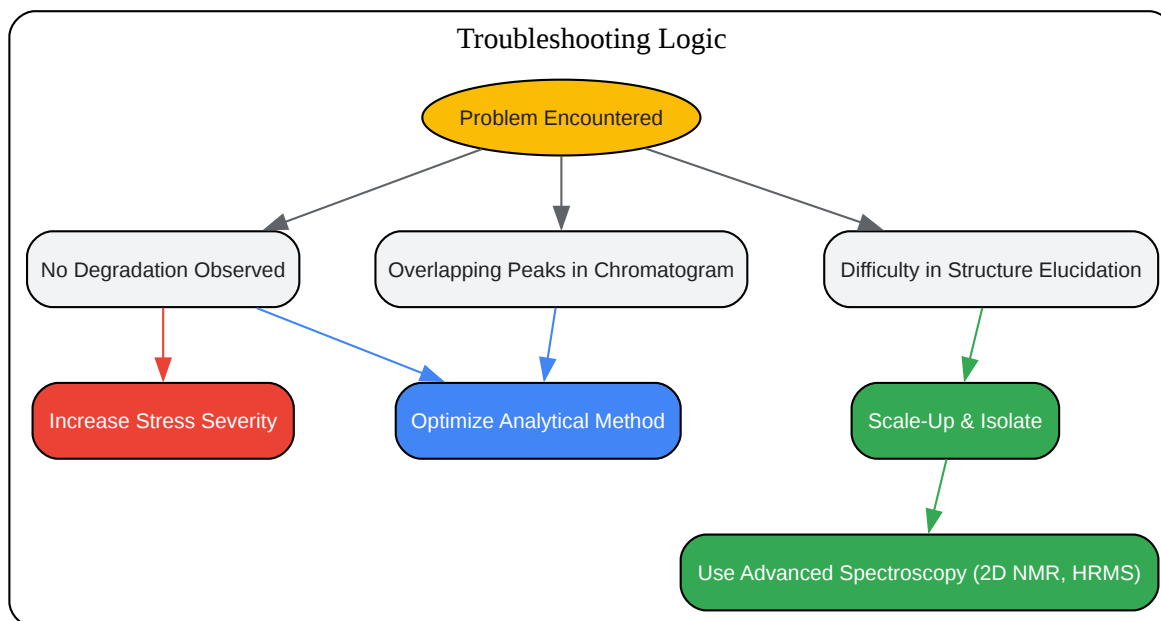 Troubleshooting Logic
Problem Encountered
No Degradation Observed
Overlapping Peaks in Chromatogram
Difficulty in Structure Elucidation
Increase Stress Severity
Optimize Analytical Method
Scale-Up & Isolate
Use Advanced Spectroscopy (2D NMR, HRMS)